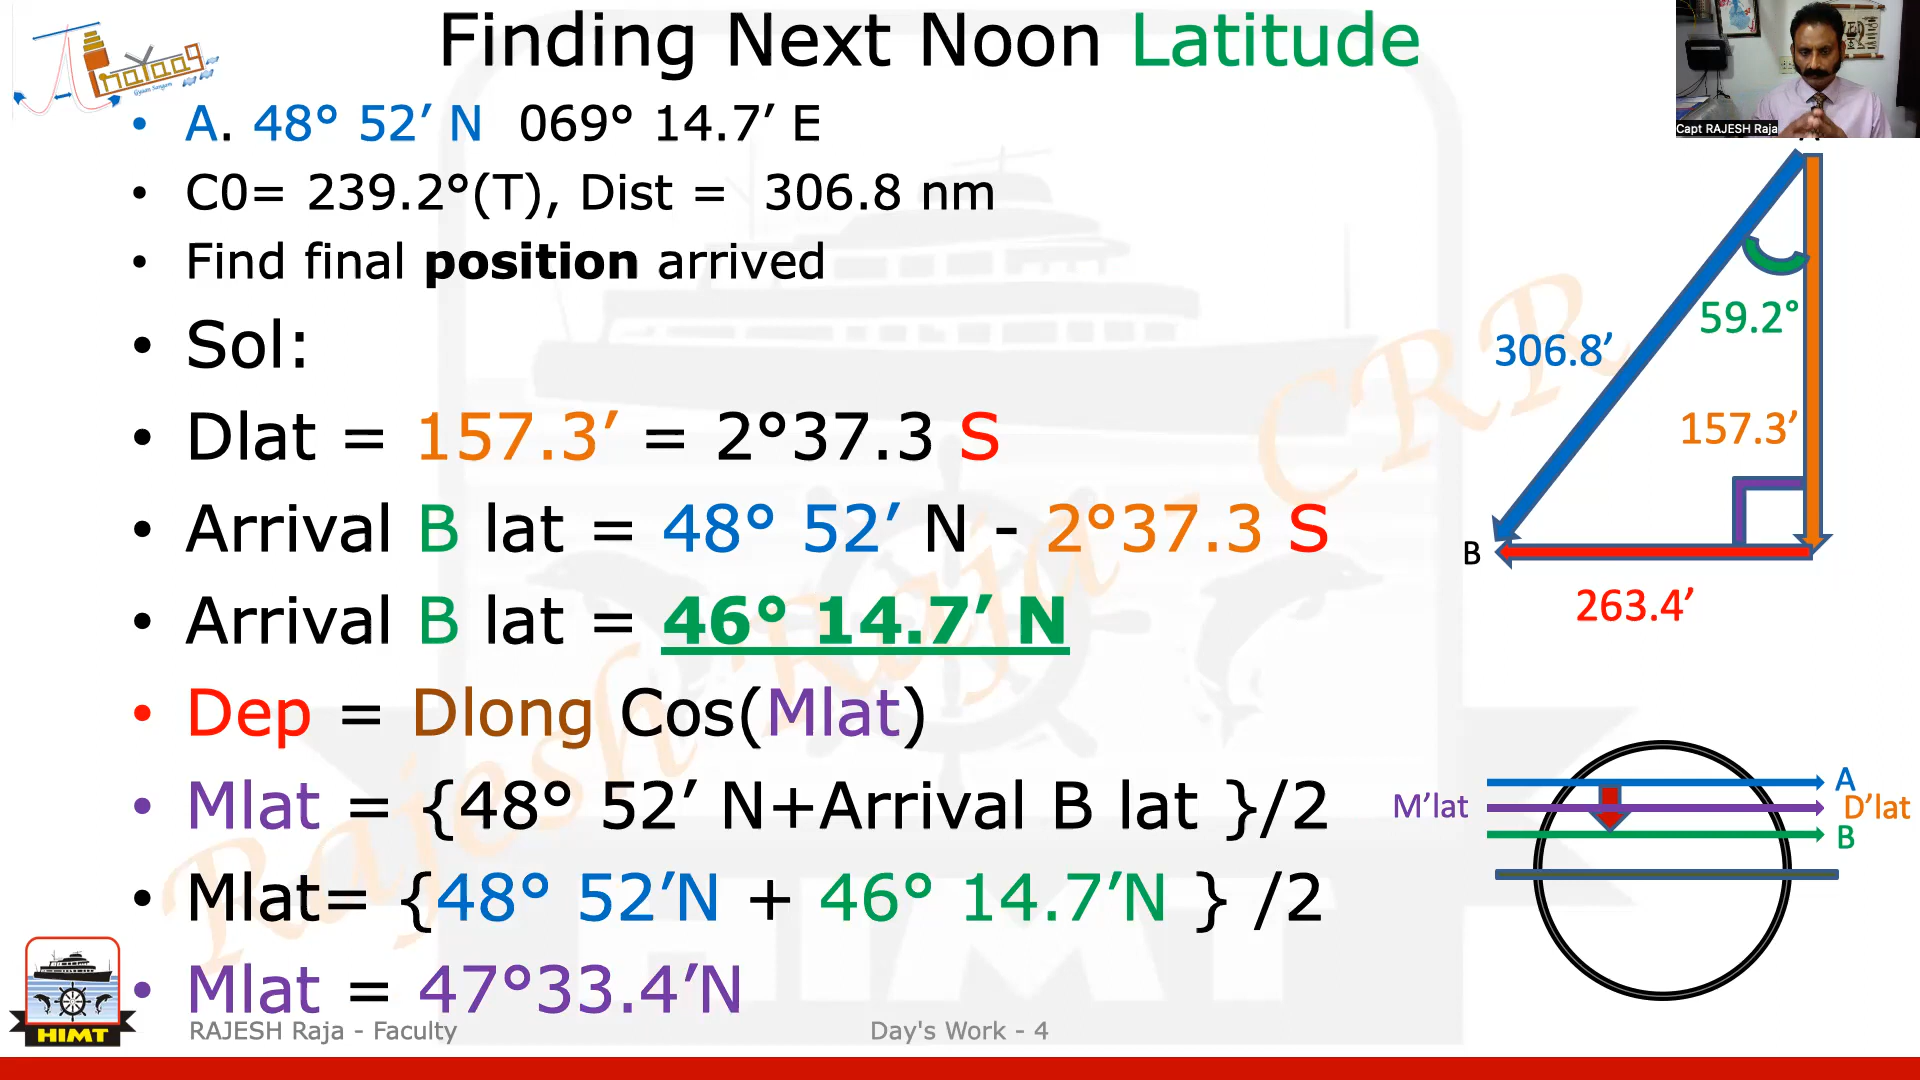 Finding Next Noon Latitude
A. 48° 52’ N 069° 14.7’ E
C0= 239.2°(T), Dist = 306.8 nm
Find final position arrived
Sol:
Dlat = 157.3’ = 2°37.3 S
Arrival B lat = 48° 52’ N - 2°37.3 S
Arrival B lat = 46° 14.7’ N
Dep = Dlong Cos(Mlat)
Mlat = {48° 52’ N+Arrival B lat }/2
Mlat= {48° 52’N + 46° 14.7’N } /2
Mlat = 47°33.4’N
Capt RAJESH Raja
59.2°
306.8’
157.3’
B
263.4’
A
M’lat
D’lat
B
Rajesh Raja CRR
HIMT
HIMT
RAJESH Raja - Faculty
Day's Work - 4